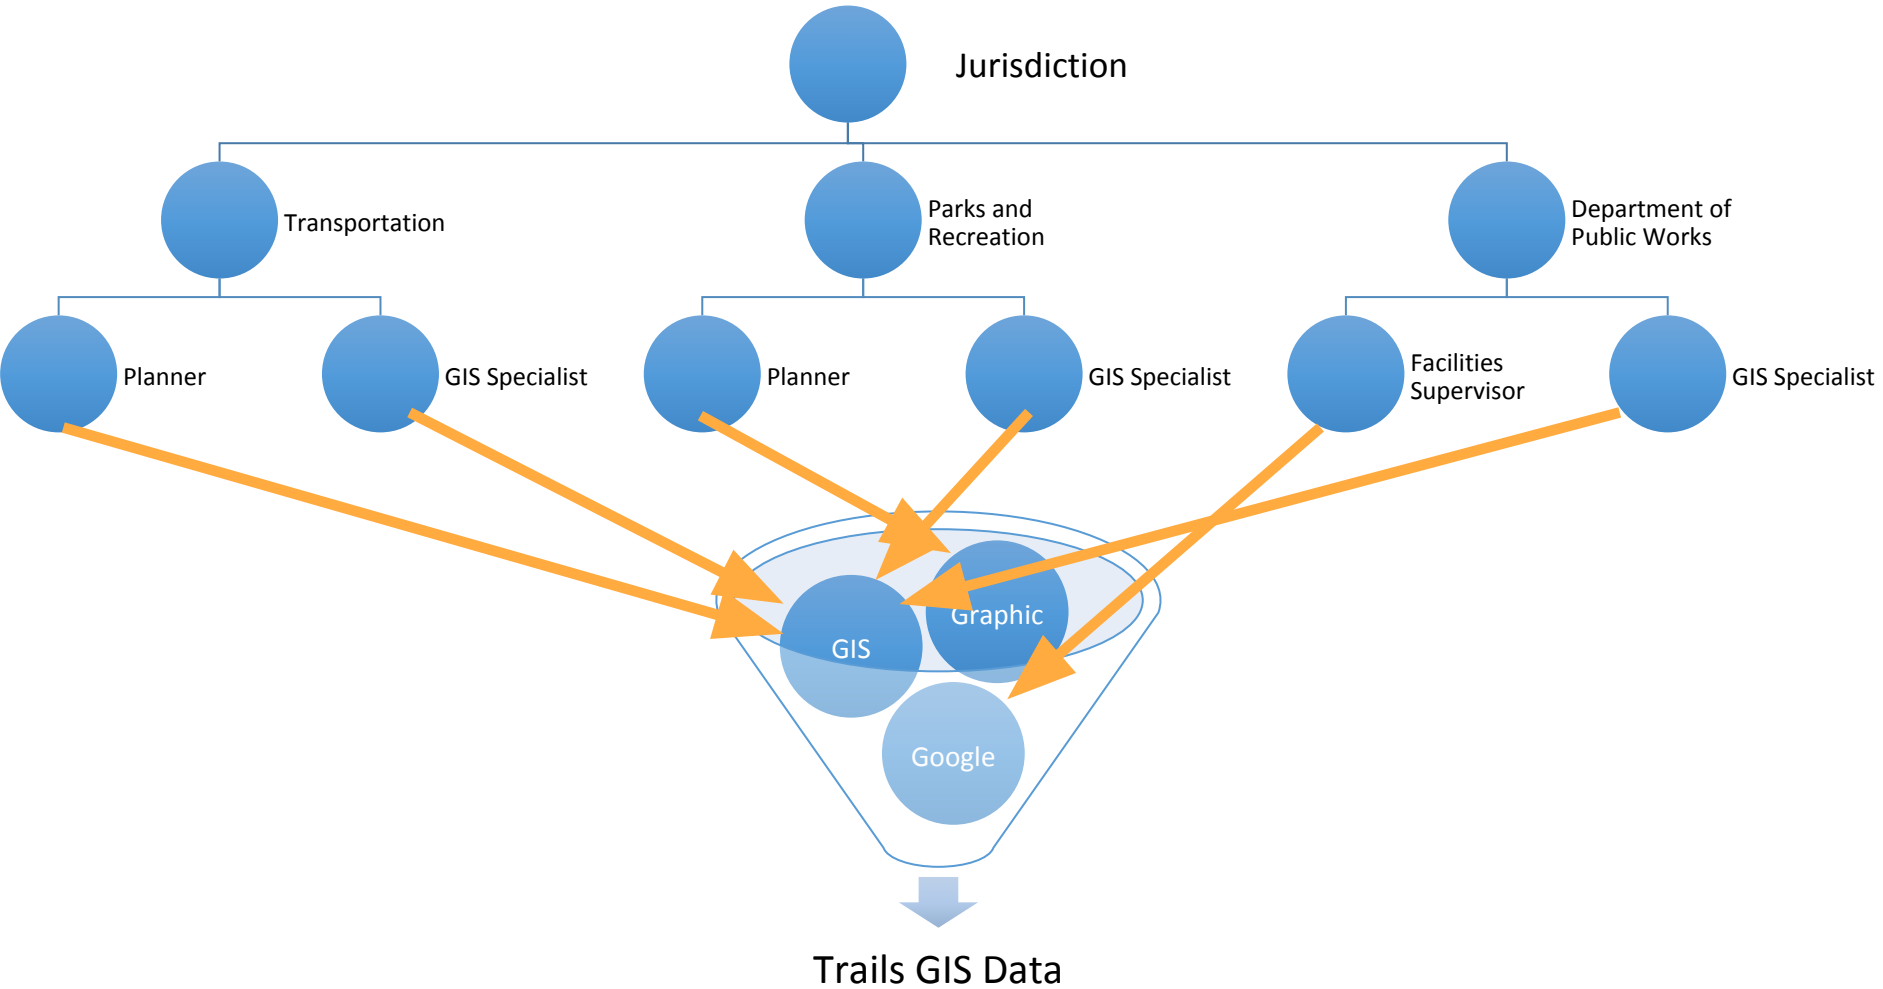 Jurisdiction
Transportation
Parks and
Recreation
Department of
Public Works
Planner
GIS Specialist
Planner
GIS Specialist
Facilities
Supervisor
GIS Specialist
Graphic
GIS
Google
Trails GIS Data